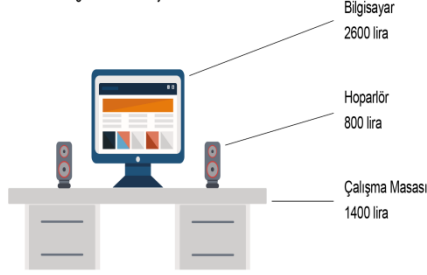 Bilgisayar
2600 lira
Hoparlör
800 lira
Çalışma Masası
1400 lira